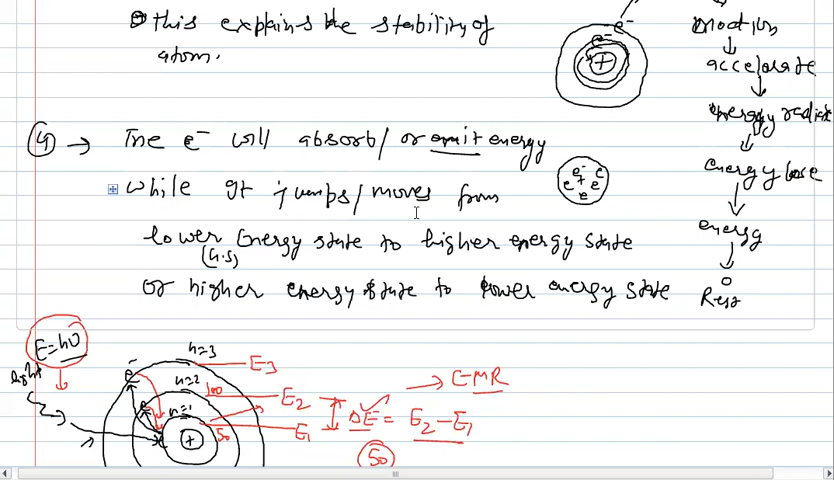 this explains the stability of
atom.
e- e-
+
motion
accelarate
energy radiate
energy lose
energy
0
Rest
(4) → The e- will absorb/ or emit energy
while it jumps/moves from
e- e
e + e
e
lower Energy state to higher energy state
(G.S)
or higher energy state to lower energy state
E=hυ
light
e-
n=3
n=2
n=1
+
E3
100
E2
50
E1
ΔE = E2-E1
→ EMR
50